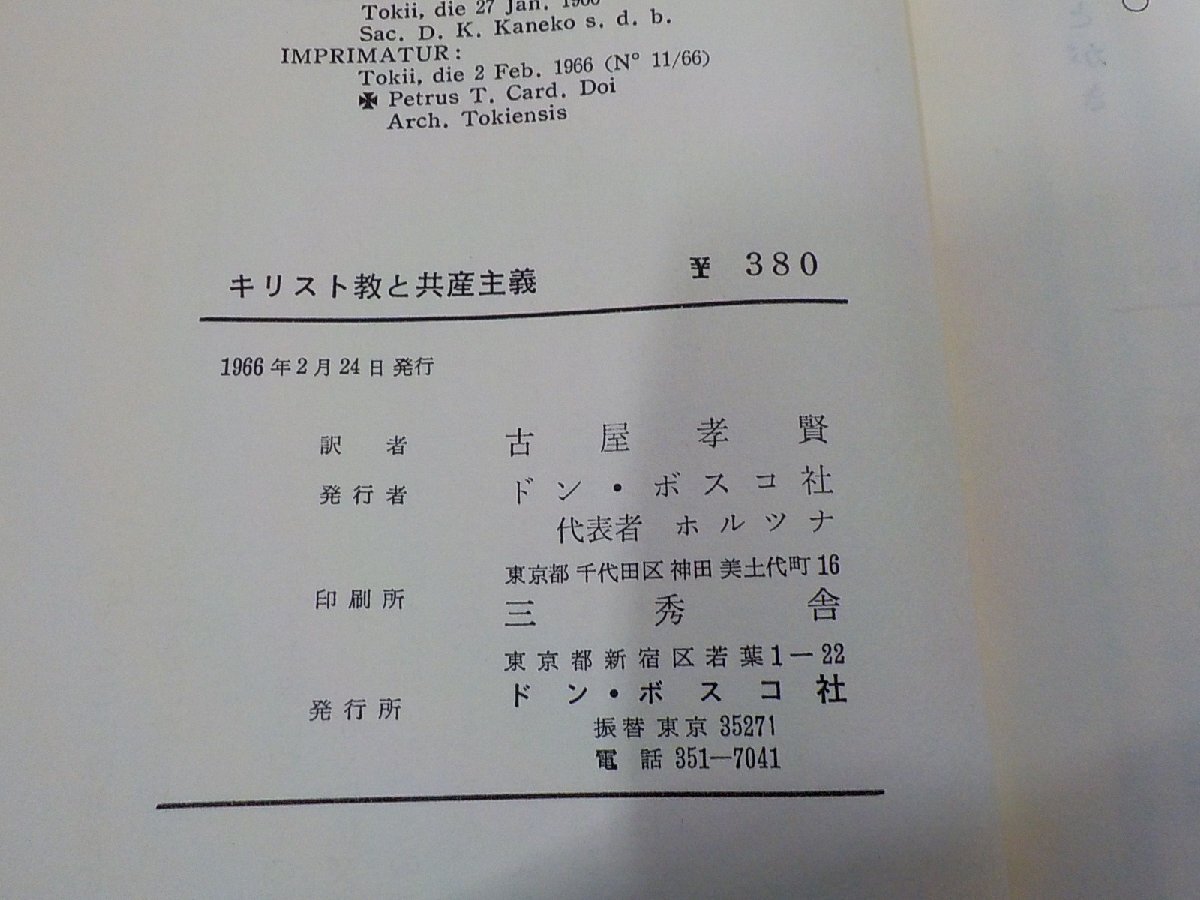 Tokii, die 27 Jan. 1966
Sac. D. K. Kaneko s. d. b.
IMPRIMATUR:
Tokii, die 2 Feb. 1966 (N° 11/66)
✠ Petrus T. Card. Doi
Arch. Tokiensis
キリスト教と共産主義 ¥ 380
1966年2月24日発行
訳者 古屋孝賢
発行者 ドン・ボスコ社
代表者 ホルツナ
東京都千代田区神田美土代町16
印刷所 三秀舎
東京都新宿区若葉1—22
発行所 ドン・ボスコ社
振替 東京 35271
電話 351—7041